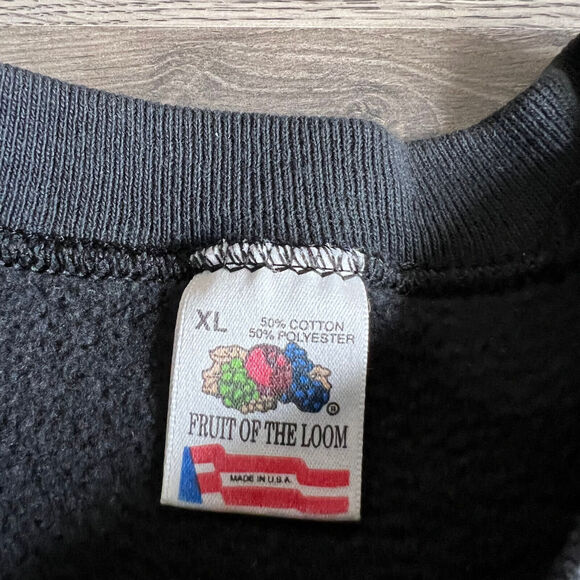 XL
50% COTTON
50% POLYESTER
®
FRUIT OF THE LOOM
MADE IN U.S.A.